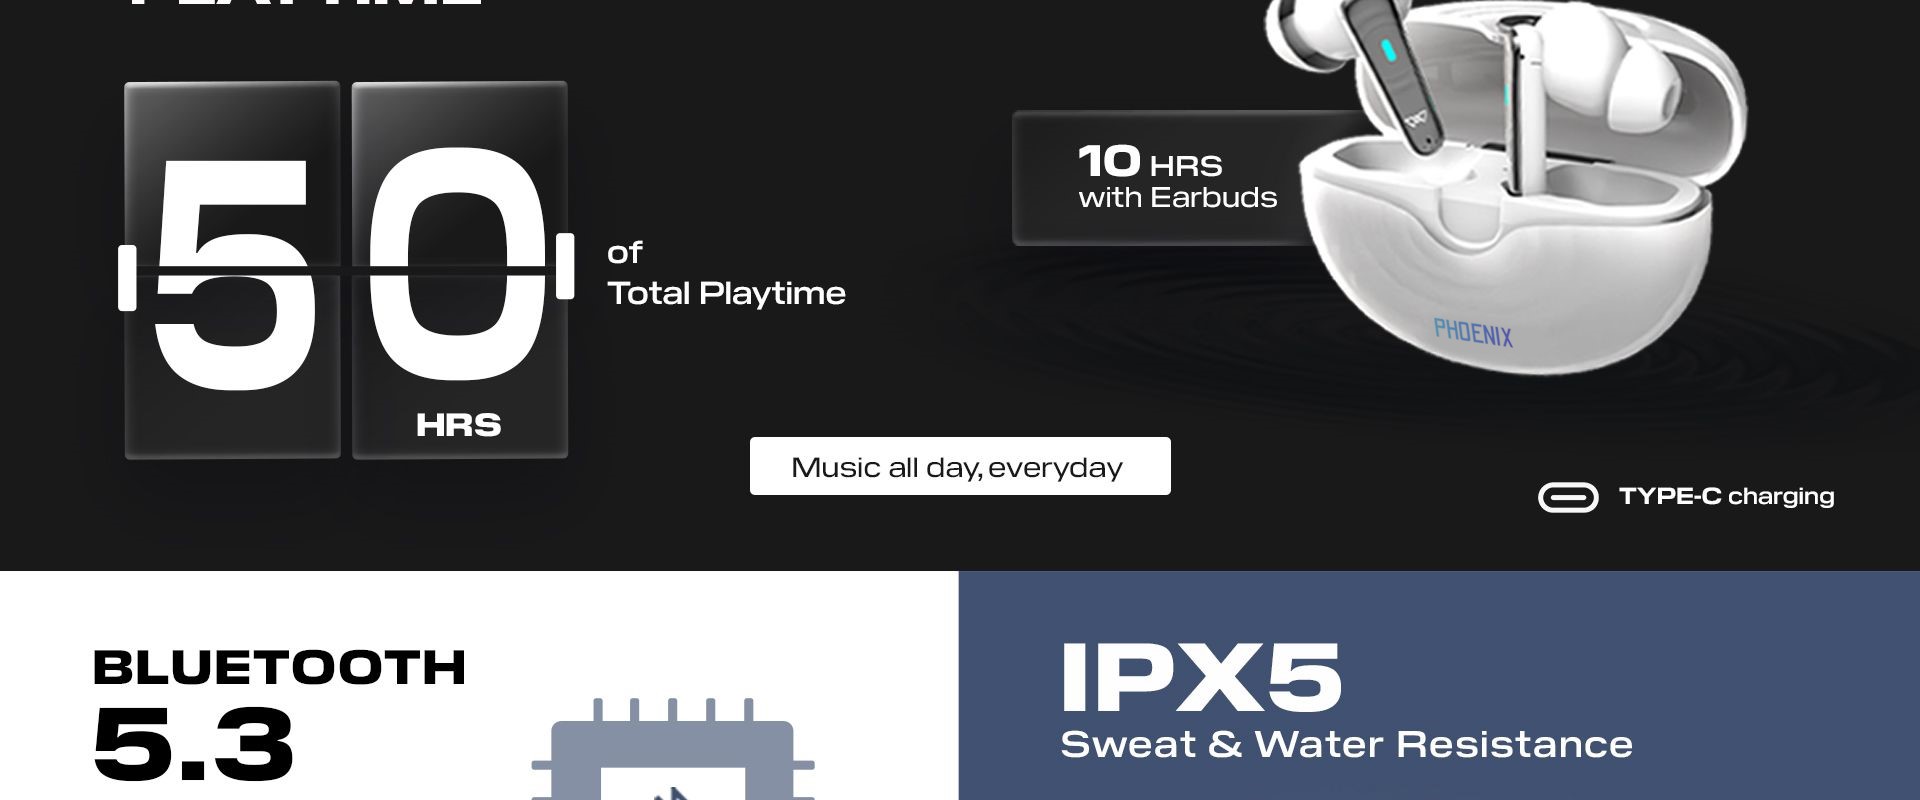 PLAYTIME
50
HRS
of
Total Playtime
10 HRS
with Earbuds
PHOENIX
Music all day, everyday
TYPE-C charging
BLUETOOTH
5.3
IPX5
Sweat & Water Resistance